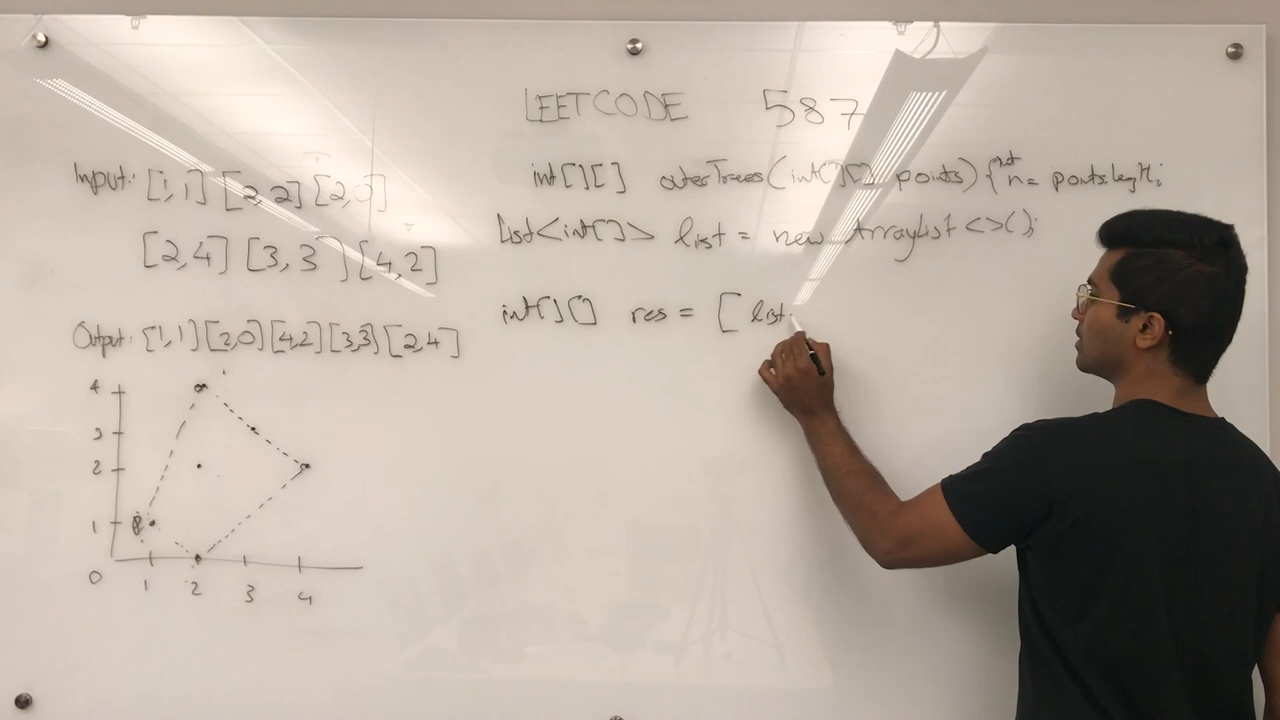 LEETCODE 587
Input: [1,1] [2,2] [2,0]
[2,4] [3,3] [4,2]
Output: [1,1] [2,0] [4,2] [3,3] [2,4]
4
3
2
1
0
1 2 3 4
int[][] outerTrees(int[][] points) { int n = points.length;
List<int[]> list = new ArrayList<>();
int[][] res = [ list.